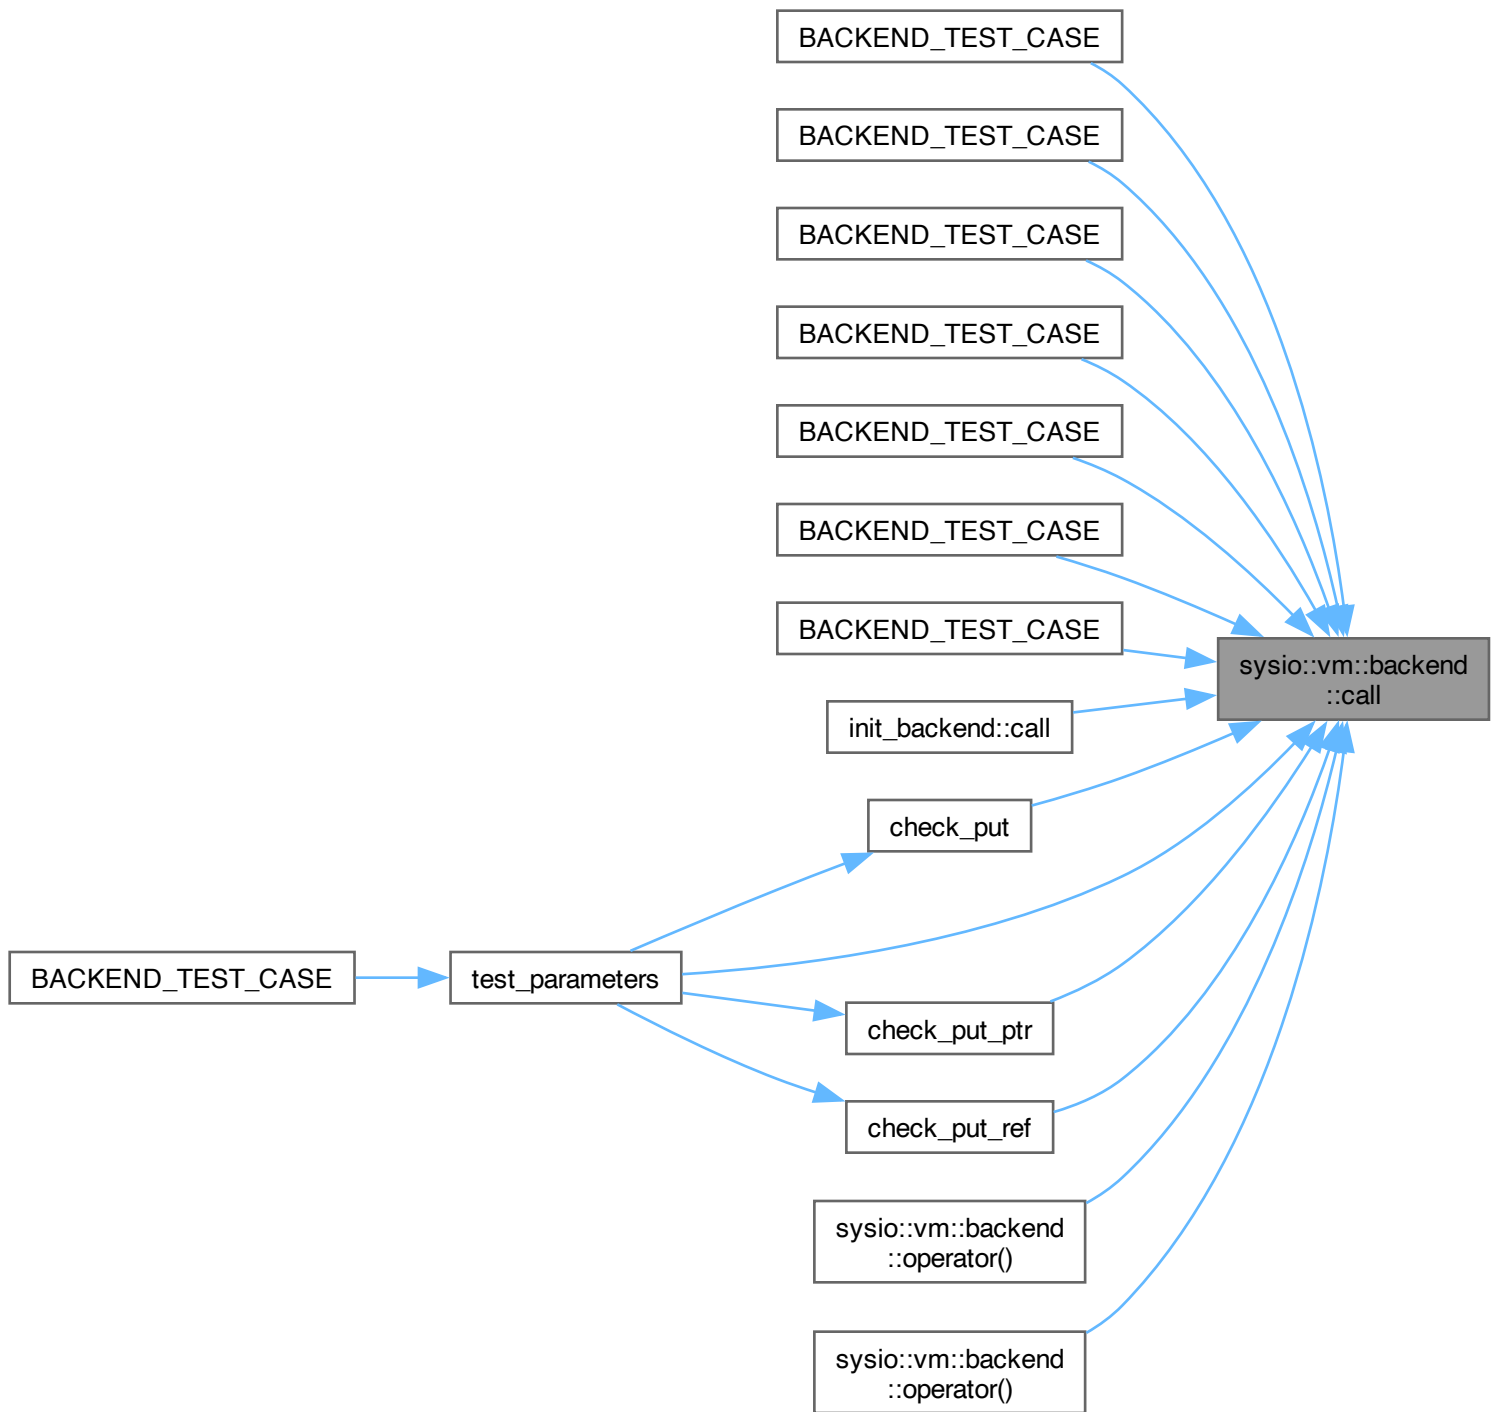 BACKEND_TEST_CASE
BACKEND_TEST_CASE
BACKEND_TEST_CASE
BACKEND_TEST_CASE
BACKEND_TEST_CASE
BACKEND_TEST_CASE
BACKEND_TEST_CASE
sysio::vm::backend
::call
init_backend::call
check_put
BACKEND_TEST_CASE
test_parameters
check_put_ptr
check_put_ref
sysio::vm::backend
::operator()
sysio::vm::backend
::operator()